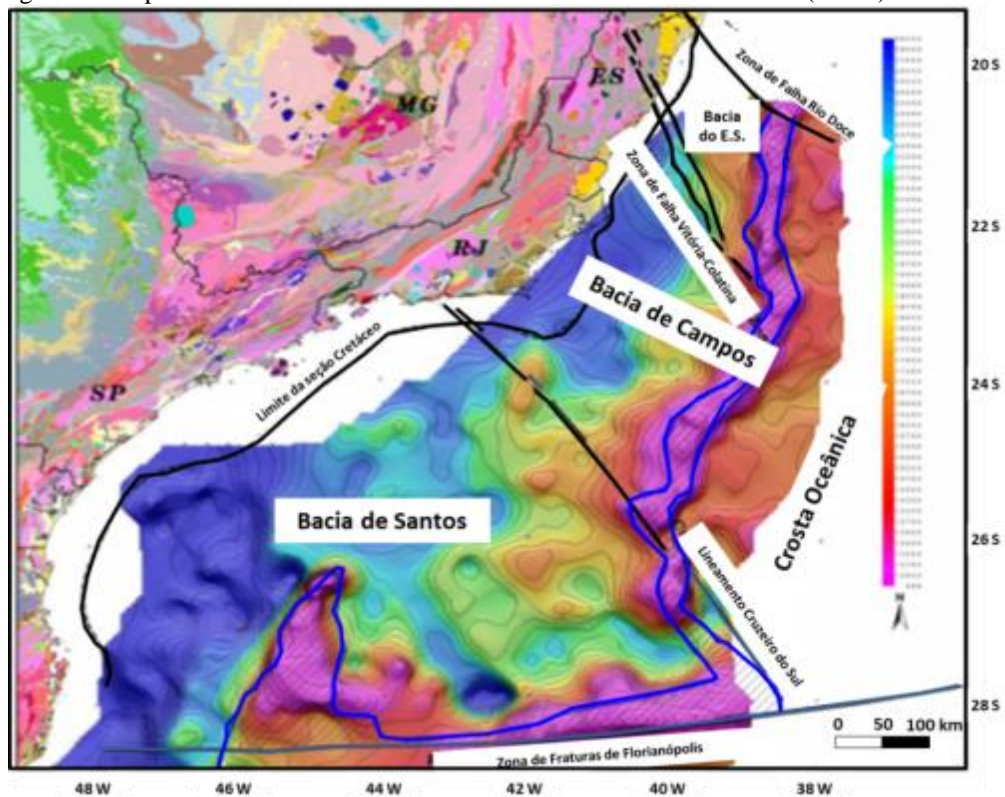 20 S
Zona de Falha Rio Doce
ES
MG
Bacia
do E.S.
Zona de Falha Vitória-Colatina
22 S
RJ
Bacia de Campos
Limite da seção Cretáceo
24 S
SP
Crosta Oceânica
Bacia de Santos
26 S
N
Lineamento Cruzeiro do Sul
28 S
0 50 100 km
Zona de Fraturas de Florianópolis
48 W 46 W 44 W 42 W 40 W 38 W